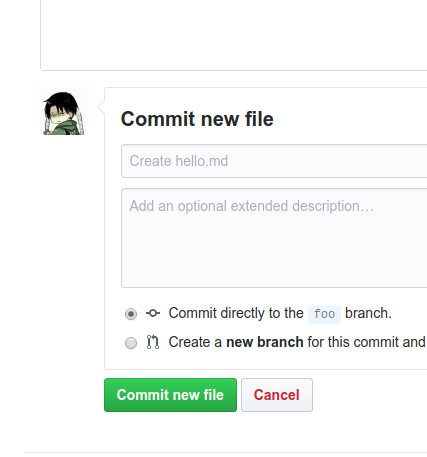 Commit new file
Create hello.md
Add an optional extended description…
Commit directly to the foo branch.
Create a new branch for this commit and
Commit new file
Cancel